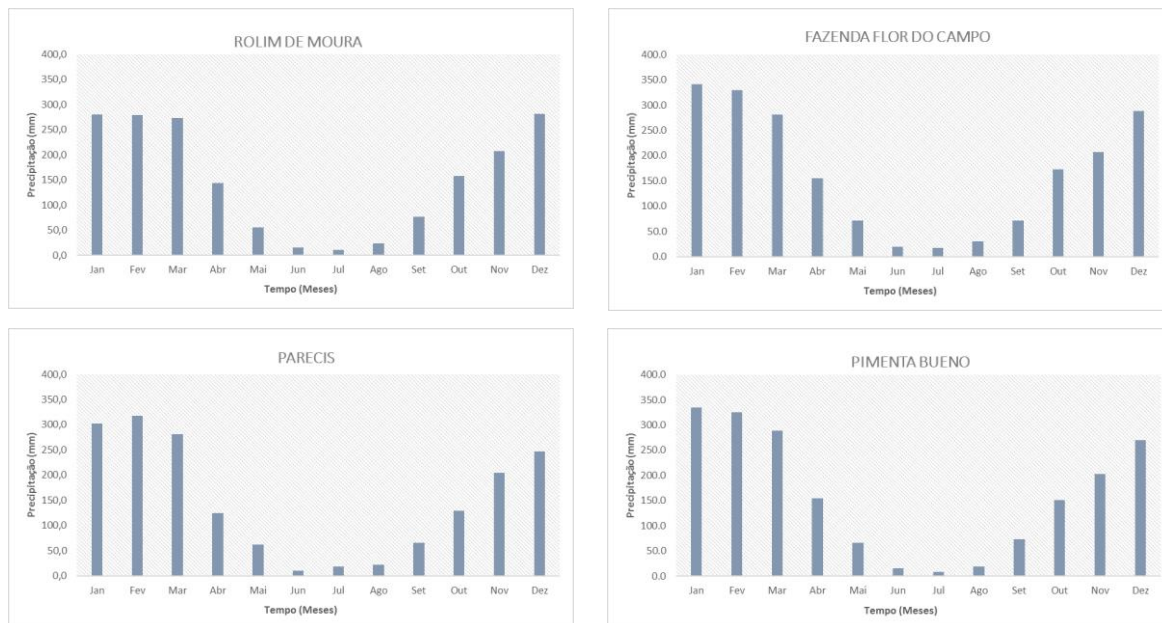 ROLIM DE MOURA
Precipitação (mm)
400,0
350,0
300,0
250,0
200,0
150,0
100,0
50,0
0,0
Jan Fev Mar Abr Mai Jun Jul Ago Set Out Nov Dez
Tempo (Meses)
FAZENDA FLOR DO CAMPO
Precipitação (mm)
400.0
350.0
300.0
250.0
200.0
150.0
100.0
50.0
0.0
Jan Fev Mar Abr Mai Jun Jul Ago Set Out Nov Dez
Tempo (Meses)
PARECIS
Precipitação (mm)
400,0
350,0
300,0
250,0
200,0
150,0
100,0
50,0
0,0
Jan Fev Mar Abr Mai Jun Jul Ago Set Out Nov Dez
Tempo (Meses)
PIMENTA BUENO
Precipitação (mm)
400.0
350.0
300.0
250.0
200.0
150.0
100.0
50.0
0.0
Jan Fev Mar Abr Mai Jun Jul Ago Set Out Nov Dez
Tempo (Meses)